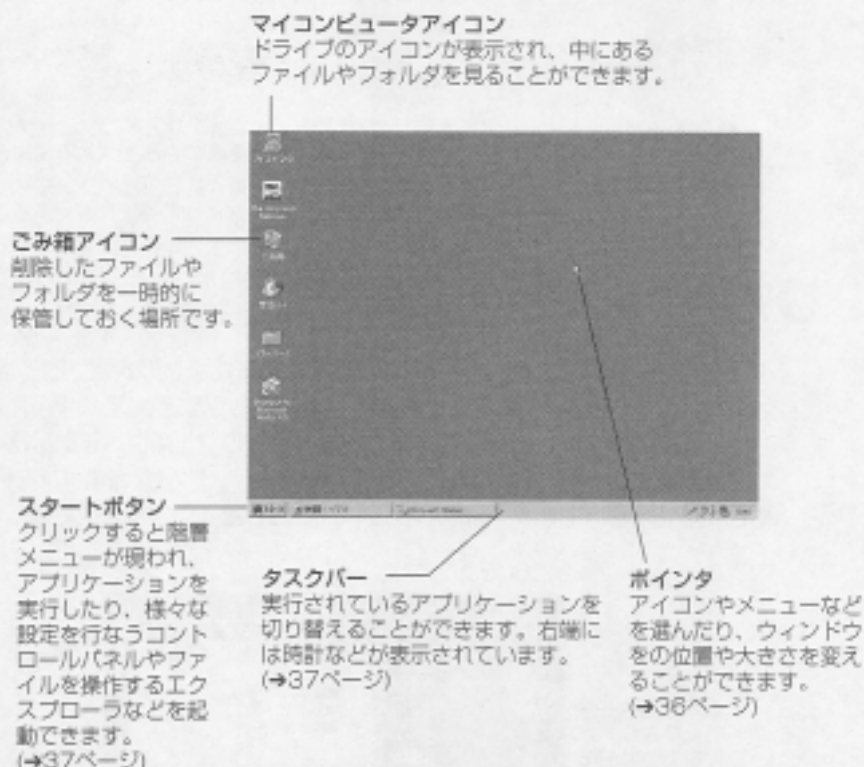 マイコンピュータアイコン
ドライブのアイコンが表示され、中にある
ファイルやフォルダを見ることができます。
ごみ箱アイコン
削除したファイルや
フォルダを一時的に
保管しておく場所です。
スタートボタン
クリックすると階層
メニューが現われ、
アプリケーションを
実行したり、様々な
設定を行なうコント
ロールパネルやファ
イルを操作するエク
スプローラなどを起
動できます。
(➔37ページ)
タスクバー
実行されているアプリケーションを
切り替えることができます。右端に
は時計などが表示されています。
(➔37ページ)
ポインタ
アイコンやメニューなど
を選んだり、ウィンドウ
をの位置や大きさを変え
ることができます。
(➔36ページ)